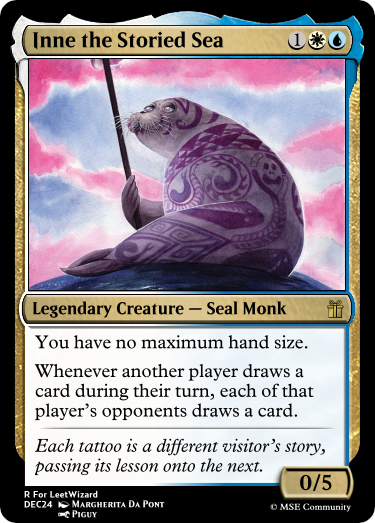 Inne the Storied Sea
1
Legendary Creature — Seal Monk
You have no maximum hand size.
Whenever another player draws a
card during their turn, each of that
player's opponents draws a card.
Each tattoo is a different visitor's story,
passing its lesson onto the next.
0/5
R For LeetWizard
DEC24 Margherita Da Pont
Piguy
© MSE Community